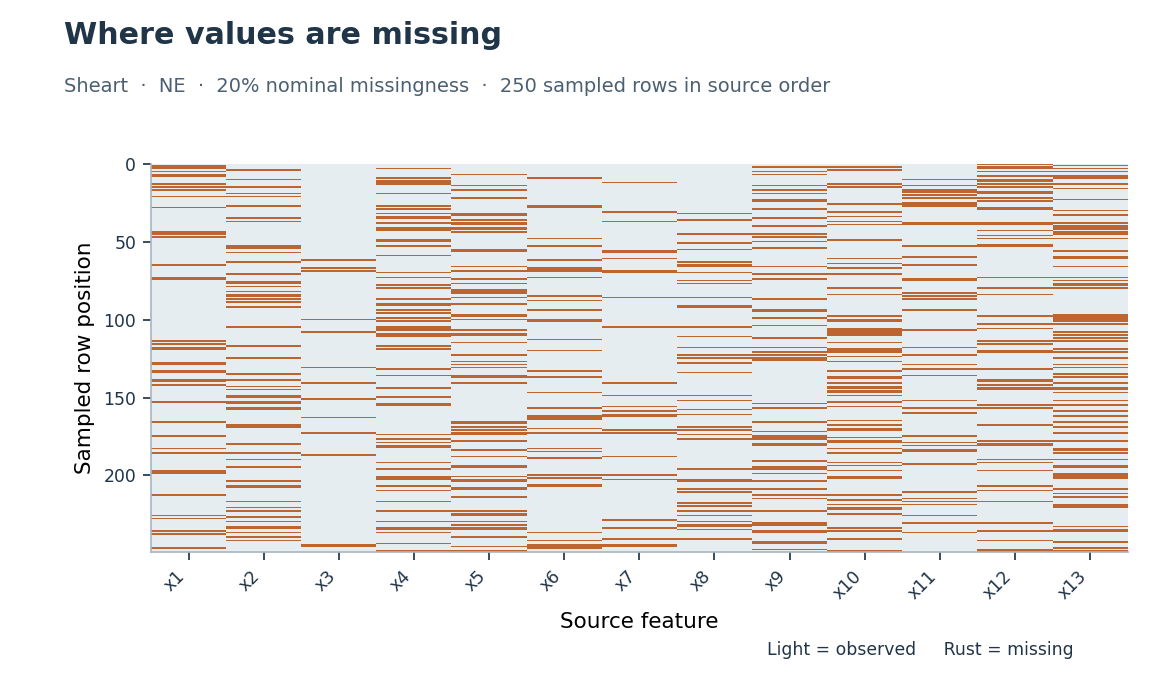 Where values are missing
Sheart · NE · 20% nominal missingness · 250 sampled rows in source order
0
50
100
150
200
Sampled row position
x1 x2 x3 x4 x5 x6 x7 x8 x9 x10 x11 x12 x13
Source feature
Light = observed Rust = missing